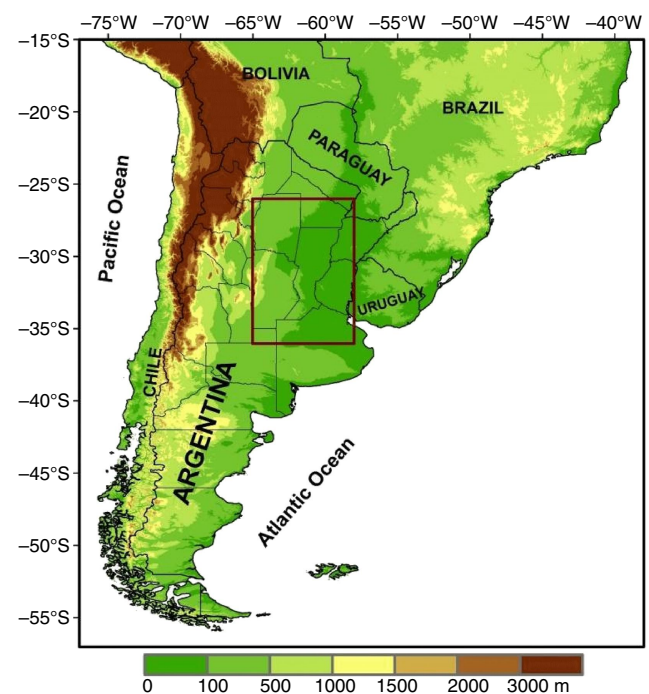 −75°W −70°W −65°W −60°W −55°W −50°W −45°W −40°W
−15°S
BOLIVIA
−20°S
BRAZIL
PARAGUAY
−25°S
Pacific Ocean
−30°S
URUGUAY
−35°S
CHILE
ARGENTINA
−40°S
−45°S
Atlantic Ocean
−50°S
−55°S
0 100 500 1000 1500 2000 3000 m